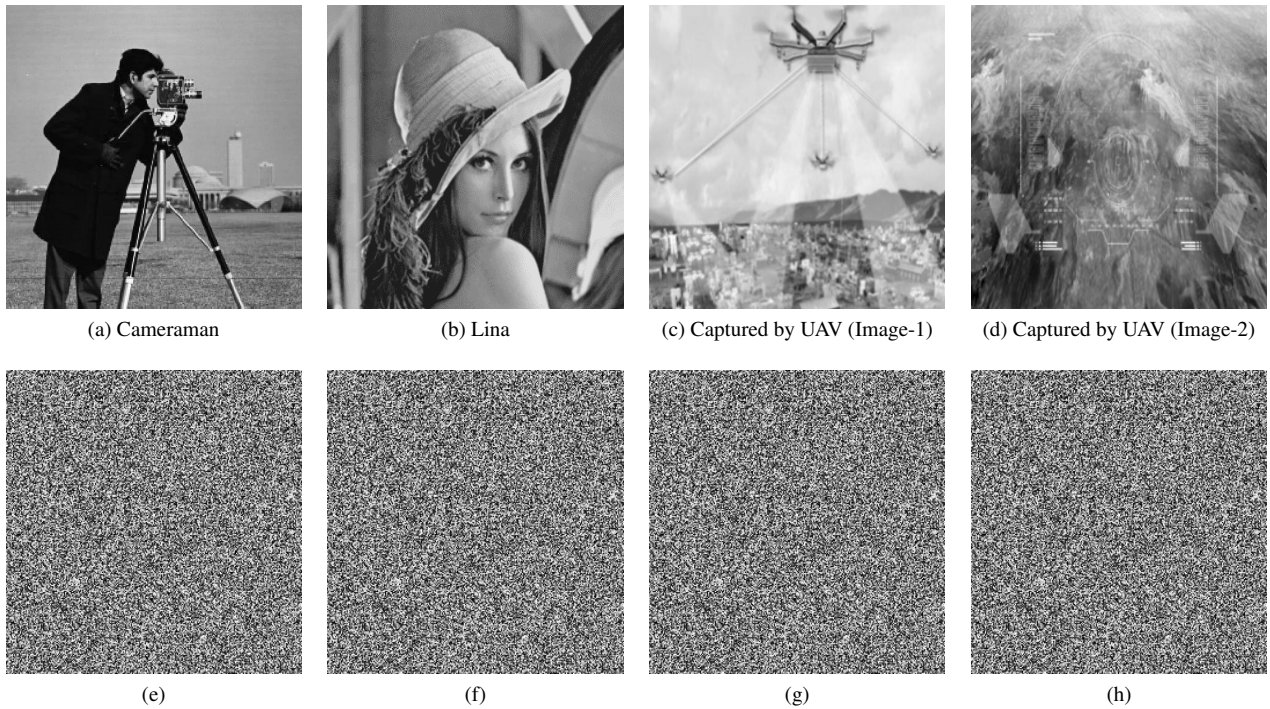 (a) Cameraman
(b) Lina
(c) Captured by UAV (Image-1)
(d) Captured by UAV (Image-2)
(e)
(f)
(g)
(h)